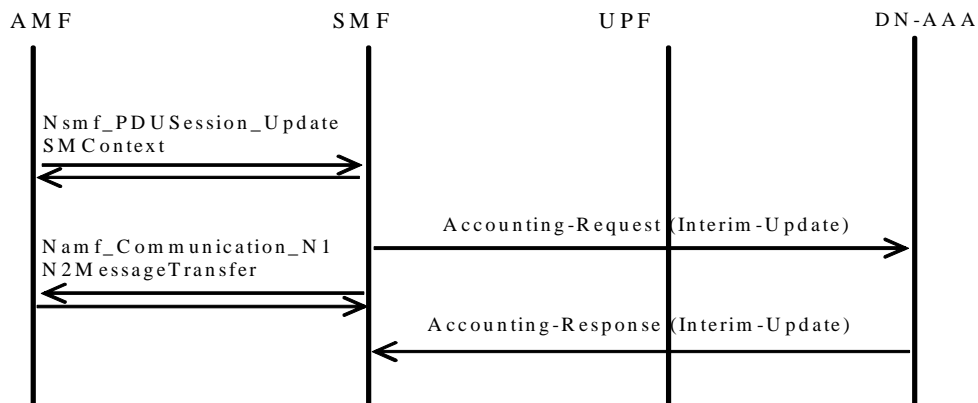 AMF SMF UPF DN-AAA
Nsmf_PDUSession_Update
SMContext
Accounting-Request (Interim-Update)
Namf_Communication_N1
N2MessageTransfer
Accounting-Response (Interim-Update)